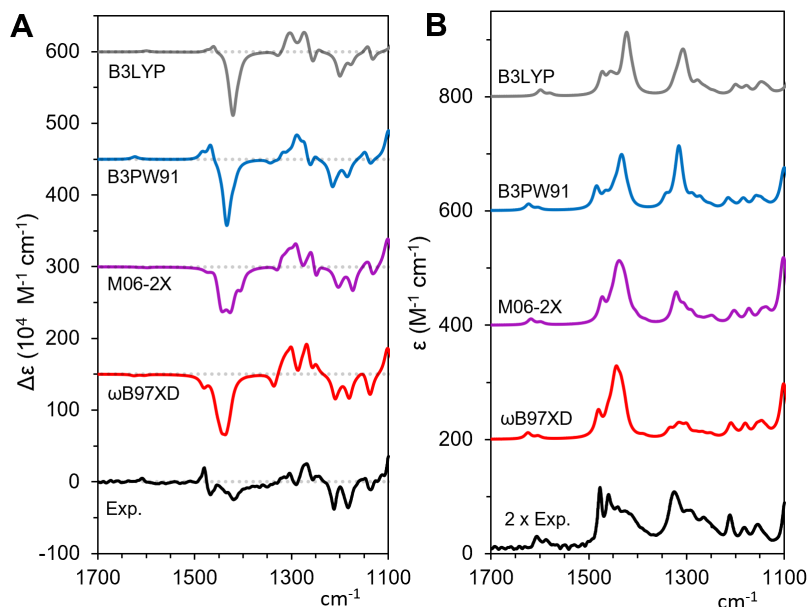 A
B
600
500
400
300
200
100
0
-100
Δε (10⁴ M⁻¹ cm⁻¹)
B3LYP
B3PW91
M06-2X
ωB97XD
Exp.
1700
1500
1300
1100
cm⁻¹
800
600
400
200
0
ε (M⁻¹ cm⁻¹)
B3LYP
B3PW91
M06-2X
ωB97XD
2 x Exp.
1700
1500
1300
1100
cm⁻¹